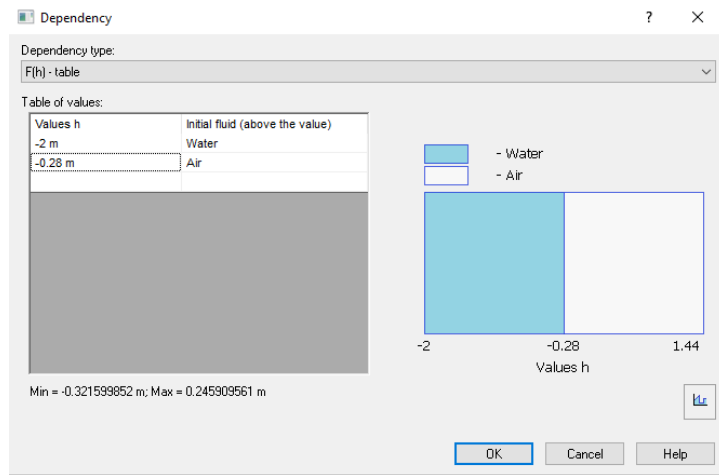 Dependency
? ×
Dependency type:
F(h) - table
Table of values:
Values h Initial fluid (above the value)
-2 m Water
-0.28 m Air
- Water
- Air
-2 -0.28 1.44
Values h
Min = -0.321599852 m; Max = 0.245909561 m
OK Cancel Help